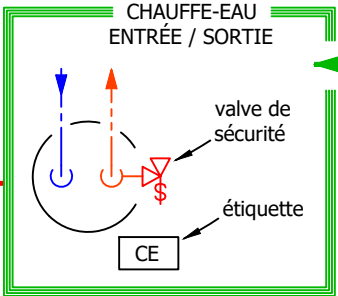 CHAUFFE-EAU
ENTRÉE / SORTIE
valve de
sécurité
étiquette
CE